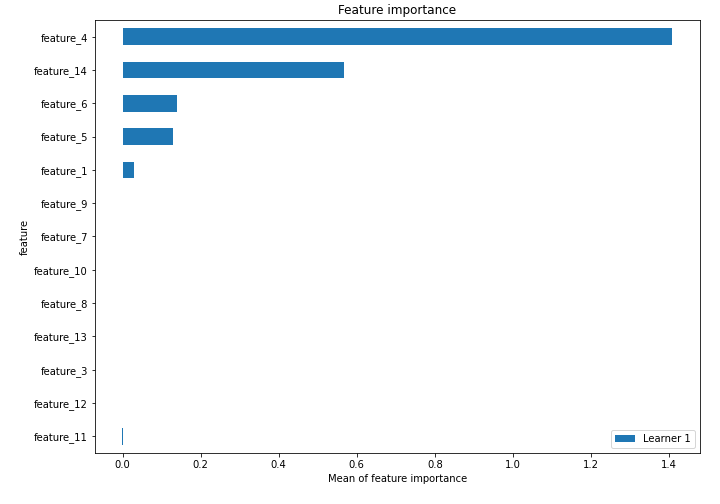 Feature importance
feature_4
feature_14
feature_6
feature_5
feature_1
feature_9
feature_7
feature_10
feature_8
feature_13
feature_3
feature_12
feature_11
feature
Learner 1
0.0 0.2 0.4 0.6 0.8 1.0 1.2 1.4
Mean of feature importance